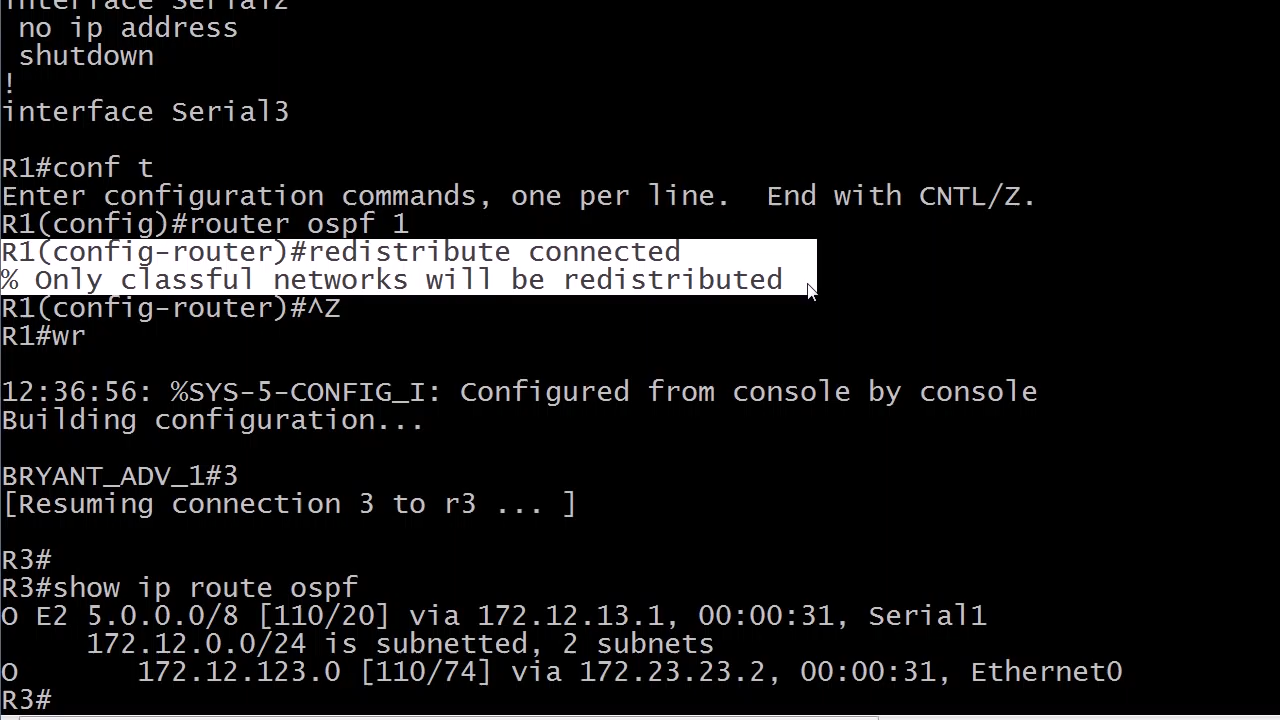 interface Serial2
 no ip address
 shutdown
!
interface Serial3
R1#conf t
Enter configuration commands, one per line.  End with CNTL/Z.
R1(config)#router ospf 1
R1(config-router)#redistribute connected
% Only classful networks will be redistributed
R1(config-router)#^Z
R1#wr
12:36:56: %SYS-5-CONFIG_I: Configured from console by console
Building configuration...
BRYANT_ADV_1#3
[Resuming connection 3 to r3 ... ]
R3#
R3#show ip route ospf
O E2 5.0.0.0/8 [110/20] via 172.12.13.1, 00:00:31, Serial1
     172.12.0.0/24 is subnetted, 2 subnets
O       172.12.123.0 [110/74] via 172.23.23.2, 00:00:31, Ethernet0
R3#